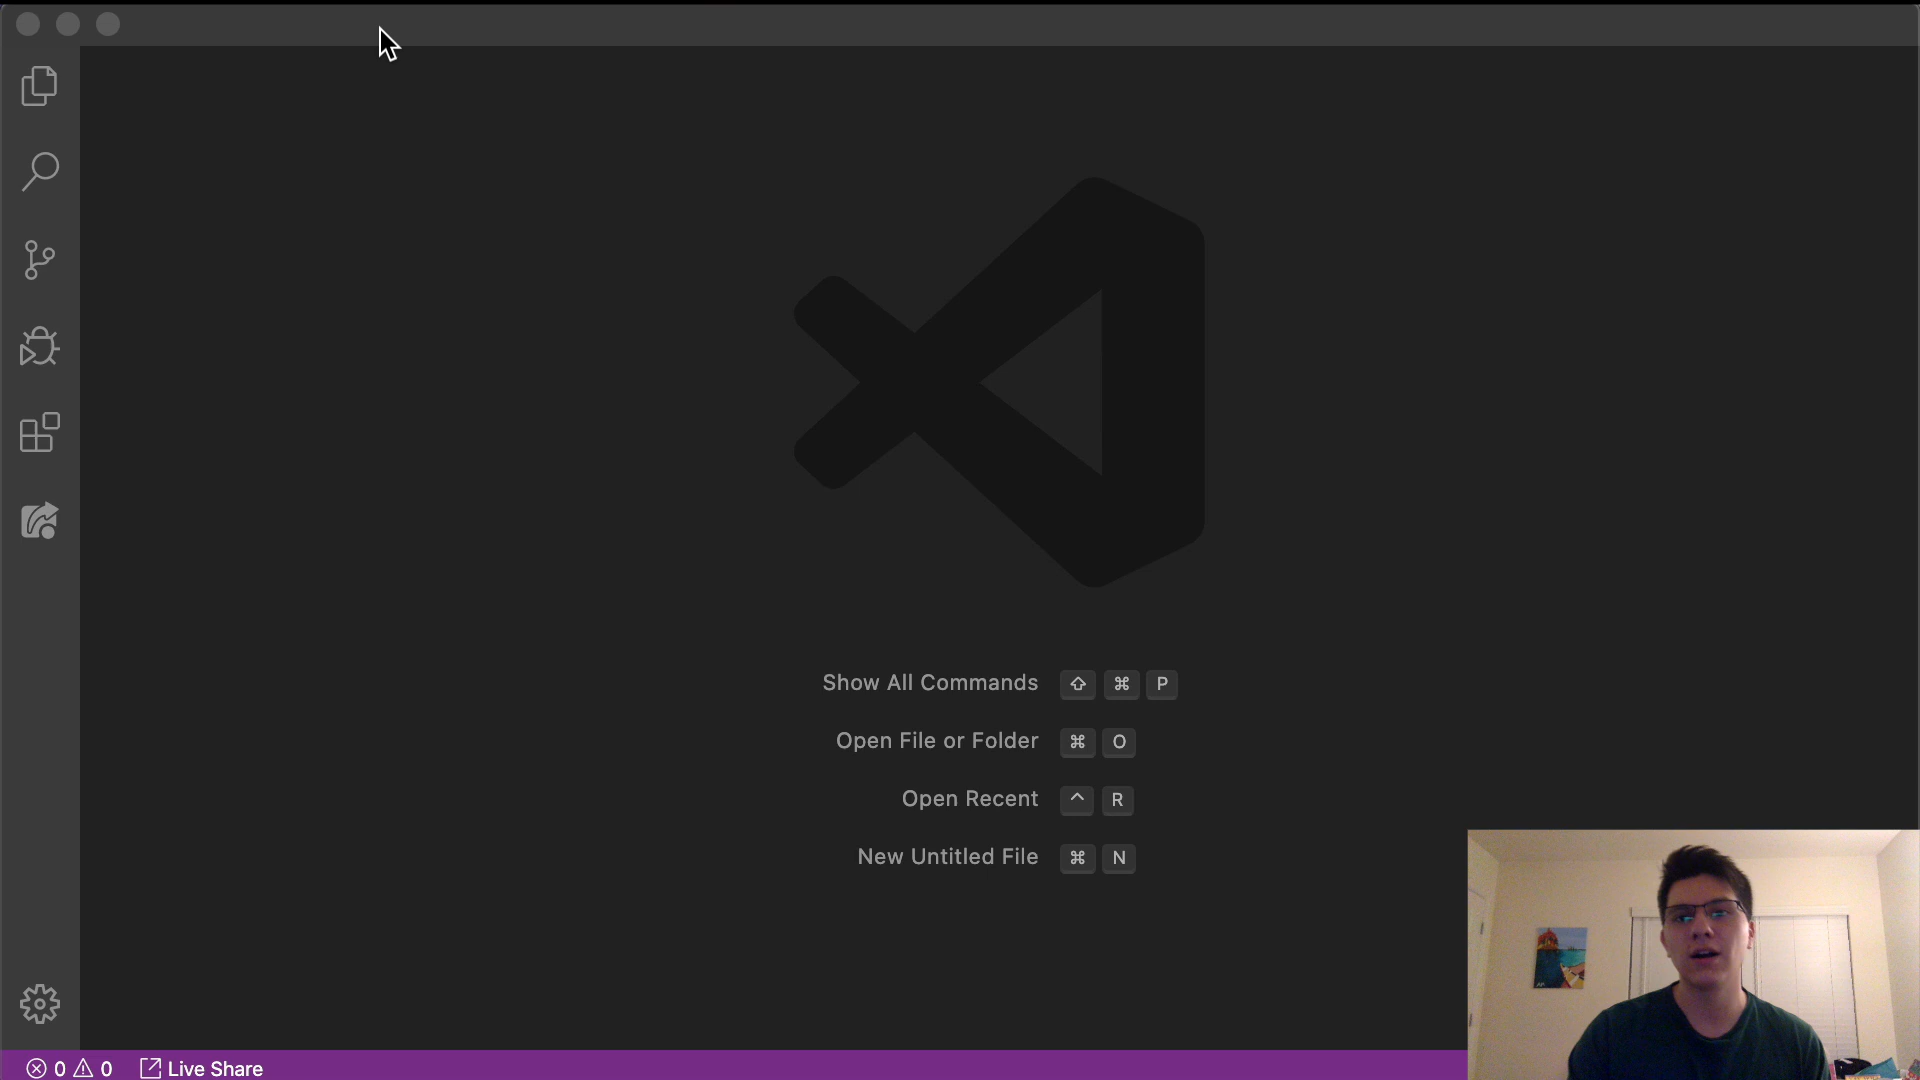 Show All Commands ⇧ ⌘ P
Open File or Folder ⌘ O
Open Recent ^ R
New Untitled File ⌘ N
0 0 Live Share